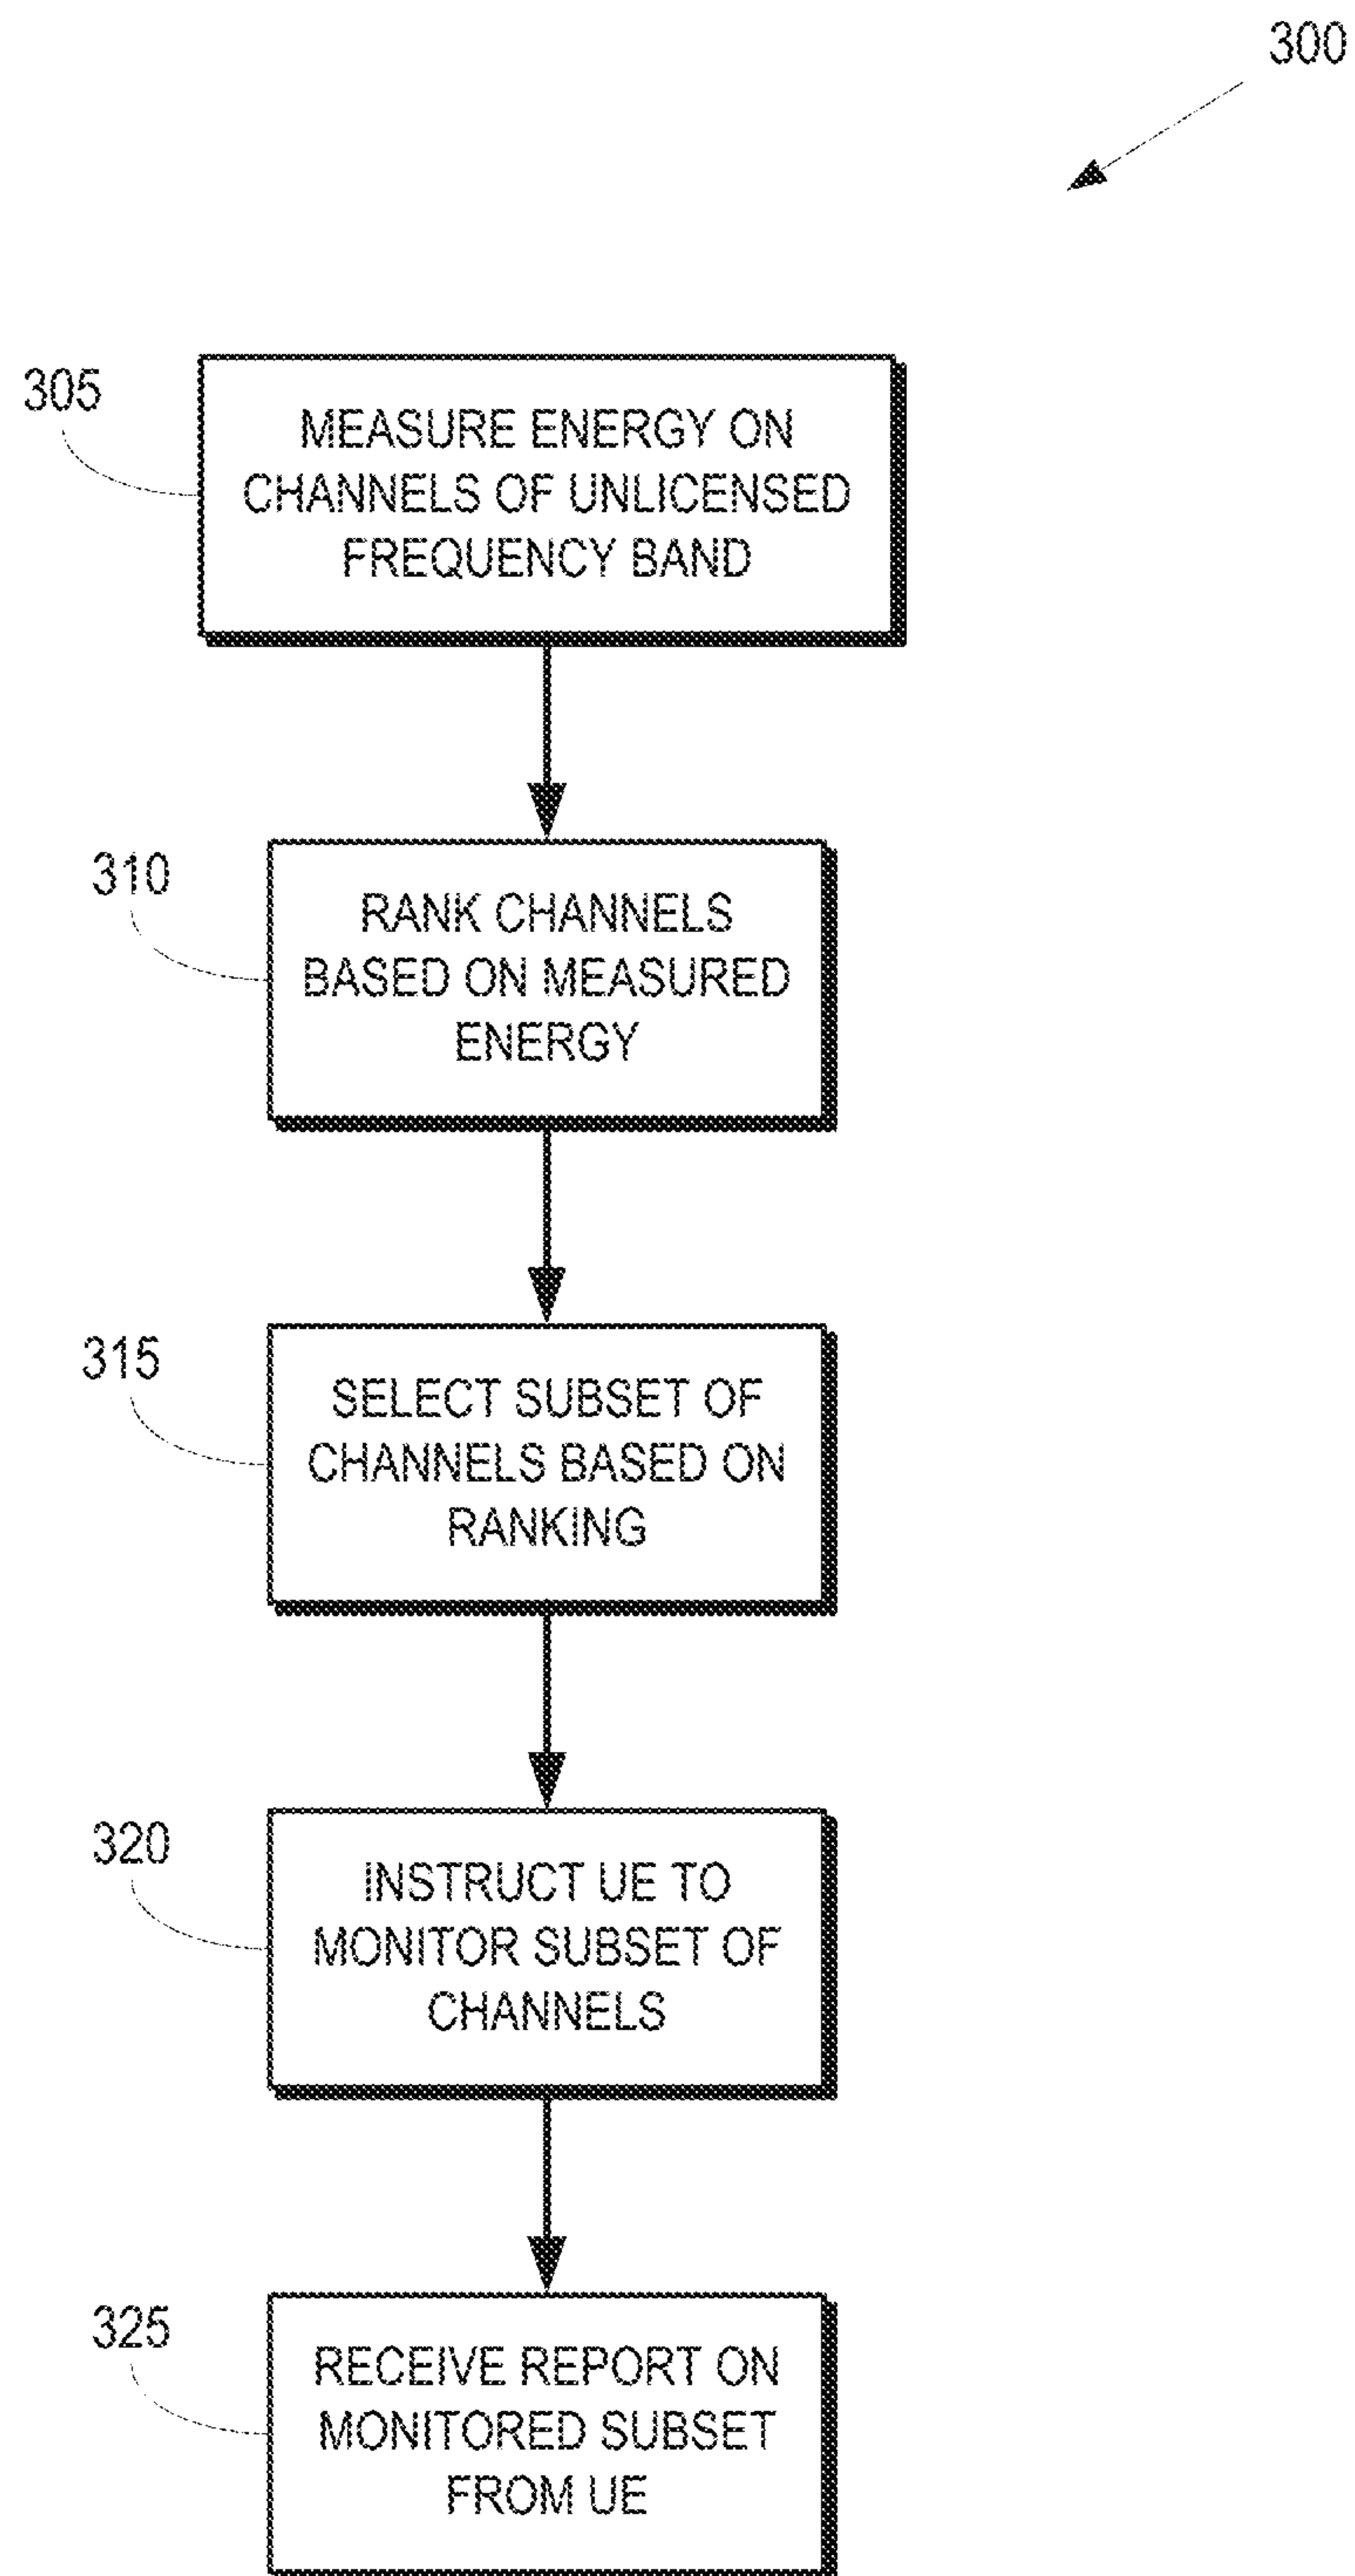 300
305
MEASURE ENERGY ON
CHANNELS OF UNLICENSED
FREQUENCY BAND
310
RANK CHANNELS
BASED ON MEASURED
ENERGY
315
SELECT SUBSET OF
CHANNELS BASED ON
RANKING
320
INSTRUCT UE TO
MONITOR SUBSET OF
CHANNELS
325
RECEIVE REPORT ON
MONITORED SUBSET
FROM UE